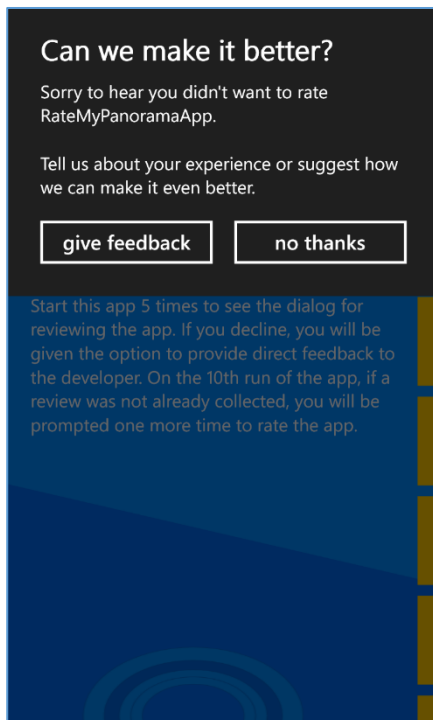 Can we make it better?
Sorry to hear you didn't want to rate
RateMyPanoramaApp.
Tell us about your experience or suggest how
we can make it even better.
give feedback
no thanks
Start this app 5 times to see the dialog for
reviewing the app. If you decline, you will be
given the option to provide direct feedback to
the developer. On the 10th run of the app, if a
review was not already collected, you will be
prompted one more time to rate the app.